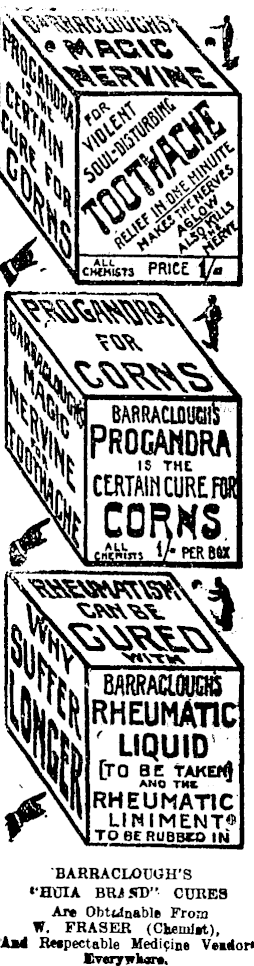 BARRACLOUGH'S
MAGIC
NERVINE
PROGANDRA
IS THE
CERTAIN
CURE FOR
CORNS
FOR
VIOLENT
SOUL-DISTURBING
TOOTHACHE
RELIEF IN ONE MINUITE
MAKES THE NERVES
AGLOW
ALSO KILLS
NERVE
ALL CHEMISTS PRICE 1/-
PROGANDRA
FOR
CORNS
BARRACLOUGH'S
MAGIC
NERVINE
FOR
TOOTHACHE
BARRACLOUGH'S
PROGANDRA
IS THE
CERTAIN CURE FOR
CORNS
ALL CHEMISTS 1/- PER BOX
RHEUMATISM
CAN BE
CURED
WITH
WHY
SUFFER
LONGER
BARRACLOUGH'S
RHEUMATIC
LIQUID
[TO BE TAKEN]
AND THE
RHEUMATIC
LINIMENT
TO BE RUBBED IN
BARRACLOUGH'S
"HUIA BRAND" CURES
Are Obtainable From
W. FRASER (Chemist),
And Respectable Medicine Vendors
Everywhere.